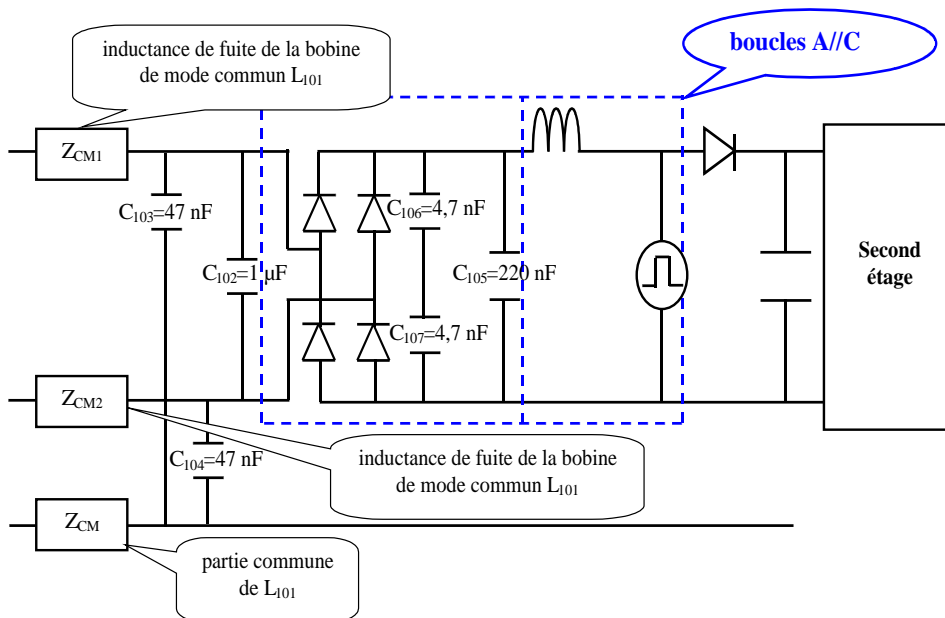 inductance de fuite de la bobine
de mode commun L101
boucles A//C
ZCM1
C103=47 nF
C102=1 µF
C106=4,7 nF
C105=220 nF
C107=4,7 nF
Second
étage
ZCM2
C104=47 nF
inductance de fuite de la bobine
de mode commun L101
ZCM
partie commune
de L101